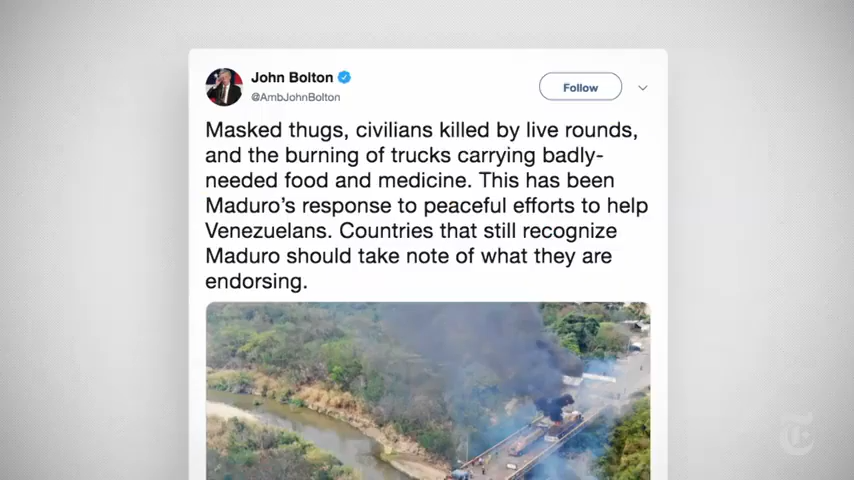 John Bolton
@AmbJohnBolton
Follow
Masked thugs, civilians killed by live rounds,
and the burning of trucks carrying badly-
needed food and medicine. This has been
Maduro’s response to peaceful efforts to help
Venezuelans. Countries that still recognize
Maduro should take note of what they are
endorsing.